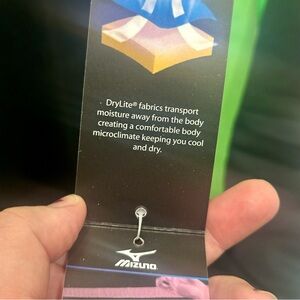 DryLite® fabrics transport
moisture away from the body
creating a comfortable body
microclimate keeping you cool
and dry.
MIZUNO